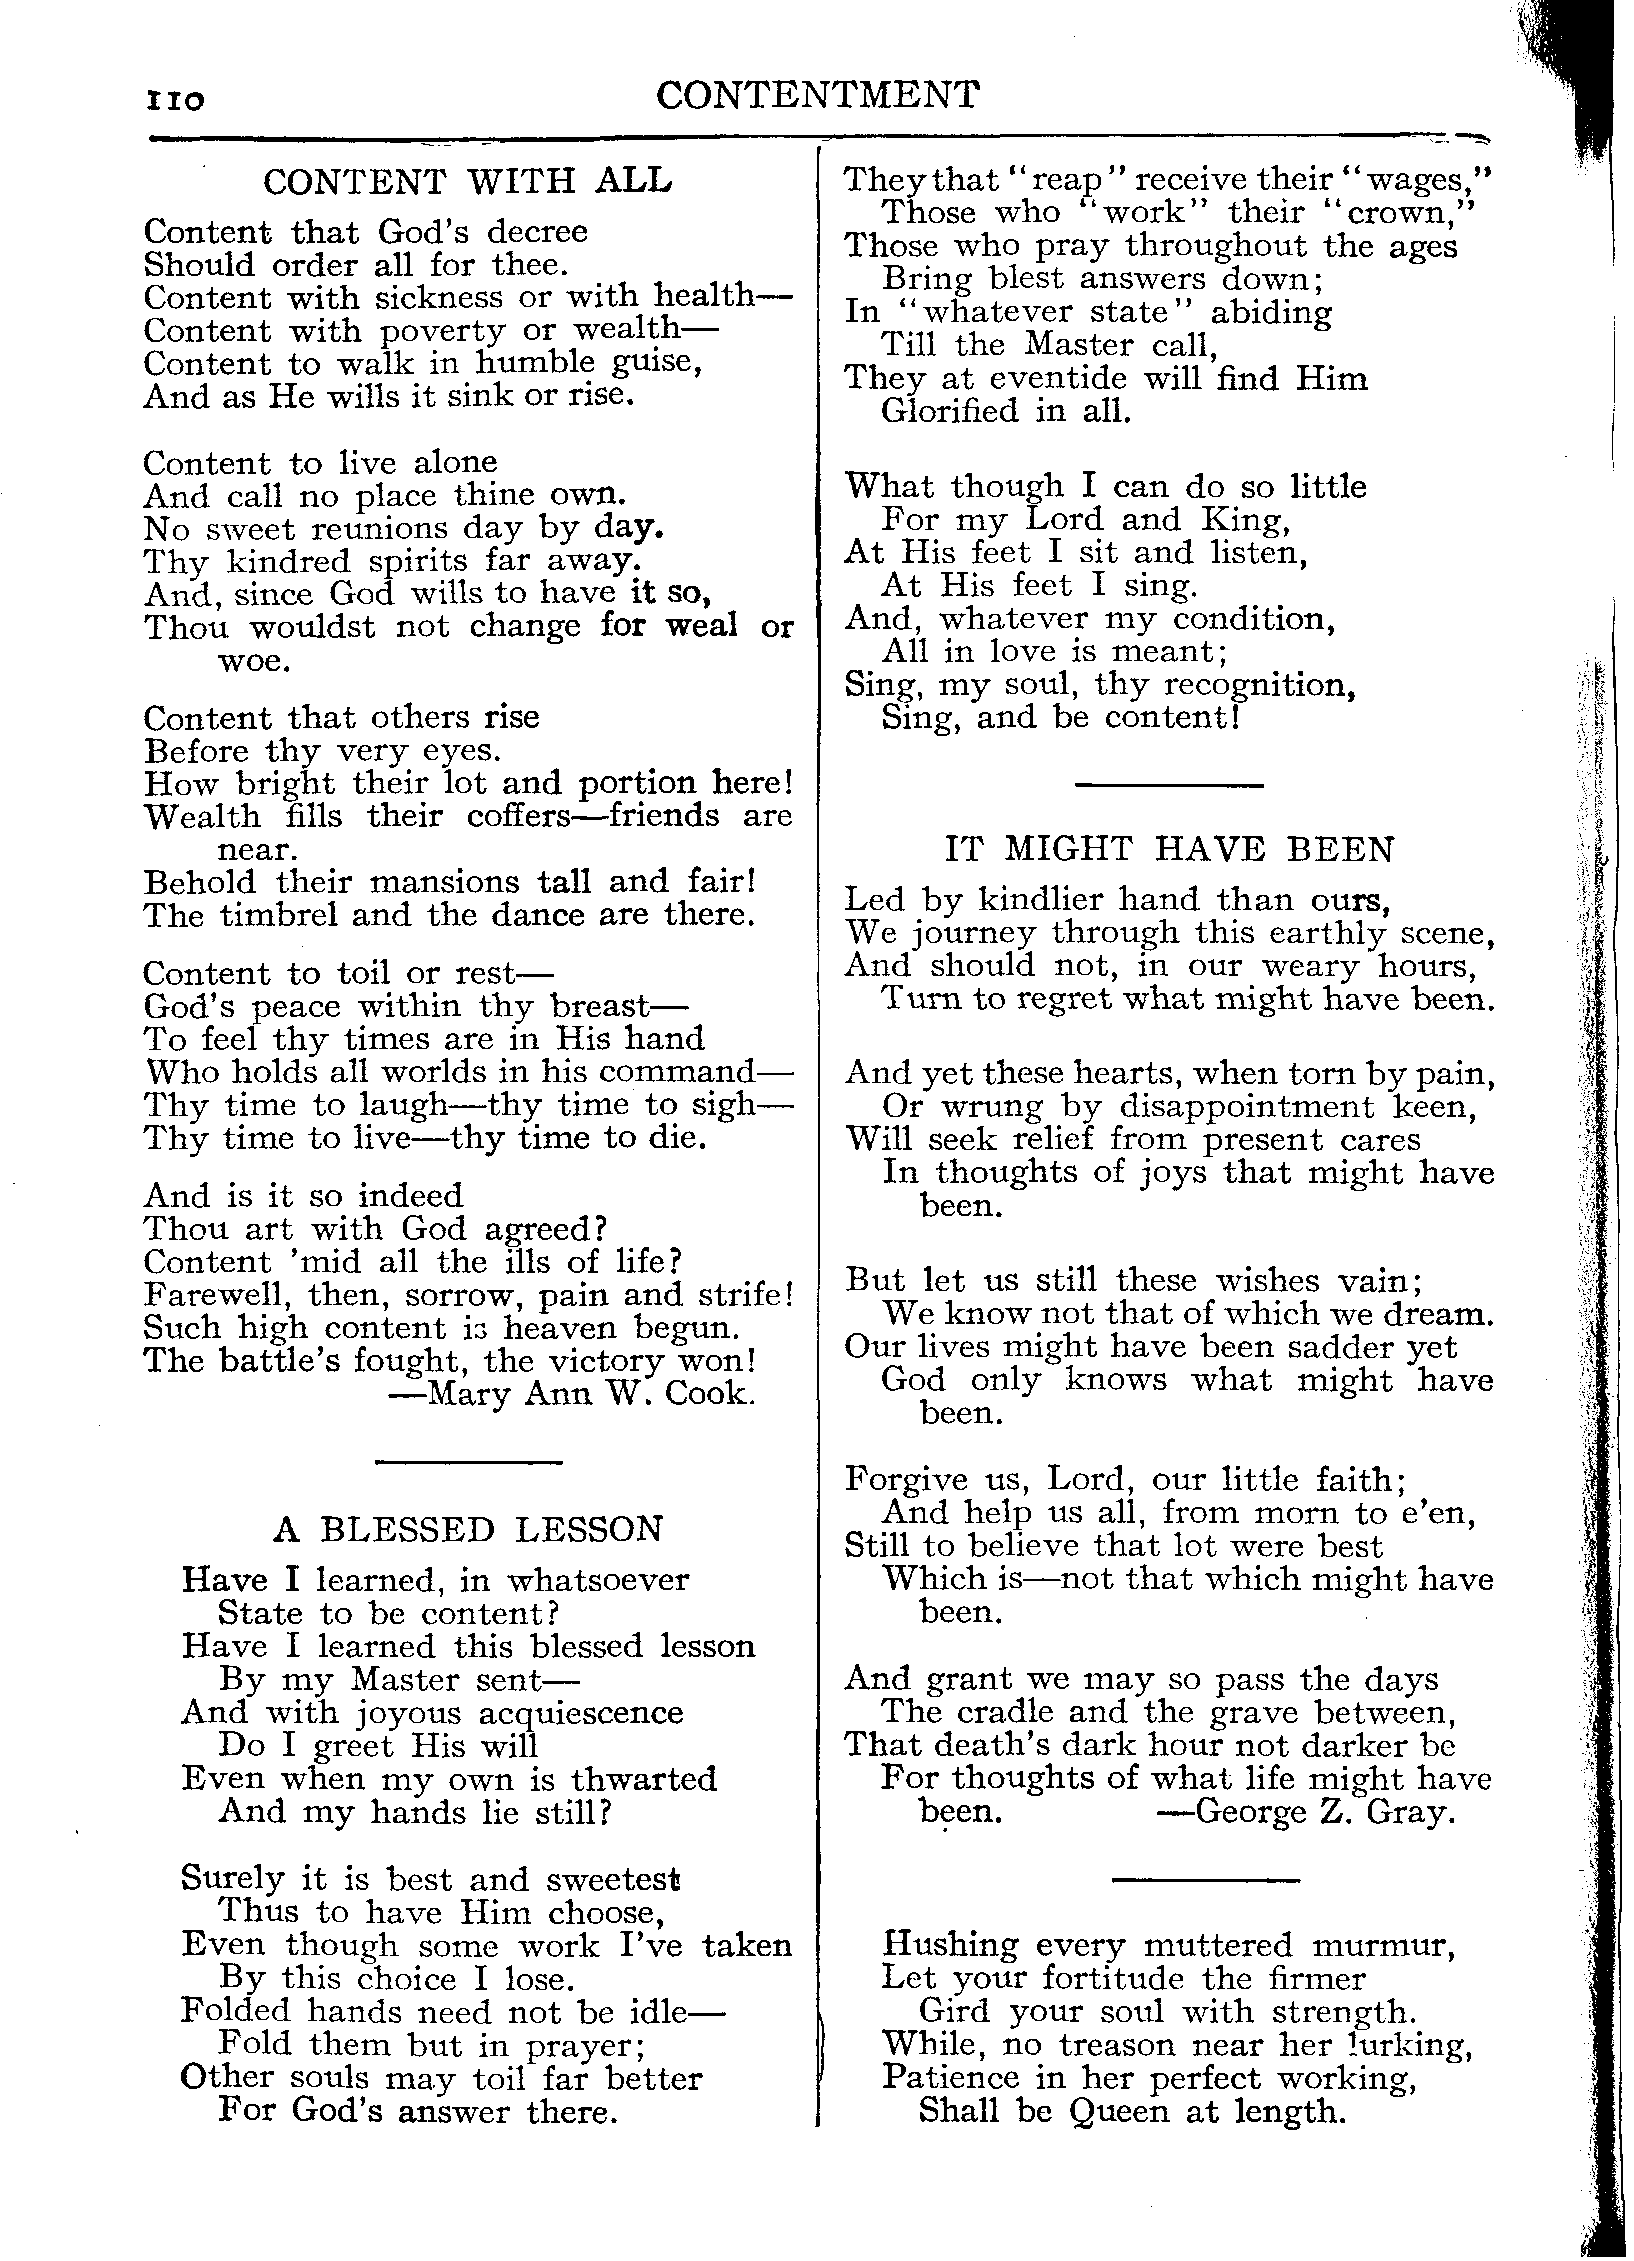 110
CONTENTMENT
CONTENT WITH ALL
Content that God's decree
Should order all for thee.
Content with sickness or with health—
Content with poverty or wealth—
Content to walk in humble guise,
And as He wills it sink or rise.
Content to live alone
And call no place thine own.
No sweet reunions day by day.
Thy kindred spirits far away.
And, since God wills to have it so,
Thou wouldst not change for weal or
woe.
Content that others rise
Before thy very eyes.
How bright their lot and portion here!
Wealth fills their coffers—friends are
near.
Behold their mansions tall and fair!
The timbrel and the dance are there.
Content to toil or rest—
God's peace within thy breast—
To feel thy times are in His hand
Who holds all worlds in his command—
Thy time to laugh—thy time to sigh—
Thy time to live—thy time to die.
And is it so indeed
Thou art with God agreed?
Content 'mid all the ills of life?
Farewell, then, sorrow, pain and strife!
Such high content is heaven begun.
The battle's fought, the victory won!
—Mary Ann W. Cook.
A BLESSED LESSON
Have I learned, in whatsoever
State to be content?
Have I learned this blessed lesson
By my Master sent—
And with joyous acquiescence
Do I greet His will
Even when my own is thwarted
And my hands lie still?
Surely it is best and sweetest
Thus to have Him choose,
Even though some work I've taken
By this choice I lose.
Folded hands need not be idle—
Fold them but in prayer;
Other souls may toil far better
For God's answer there.
They that "reap" receive their "wages,"
Those who "work" their "crown,"
Those who pray throughout the ages
Bring blest answers down;
In "whatever state" abiding
Till the Master call,
They at eventide will find Him
Glorified in all.
What though I can do so little
For my Lord and King,
At His feet I sit and listen,
At His feet I sing.
And, whatever my condition,
All in love is meant;
Sing, my soul, thy recognition,
Sing, and be content!
IT MIGHT HAVE BEEN
Led by kindlier hand than ours,
We journey through this earthly scene,
And should not, in our weary hours,
Turn to regret what might have been.
And yet these hearts, when torn by pain,
Or wrung by disappointment keen,
Will seek relief from present cares
In thoughts of joys that might have
been.
But let us still these wishes vain;
We know not that of which we dream.
Our lives might have been sadder yet
God only knows what might have
been.
Forgive us, Lord, our little faith;
And help us all, from morn to e'en,
Still to believe that lot were best
Which is—not that which might have
been.
And grant we may so pass the days
The cradle and the grave between,
That death's dark hour not darker be
For thoughts of what life might have
been. —George Z. Gray.
Hushing every muttered murmur,
Let your fortitude the firmer
Gird your soul with strength.
While, no treason near her lurking,
Patience in her perfect working,
Shall be Queen at length.